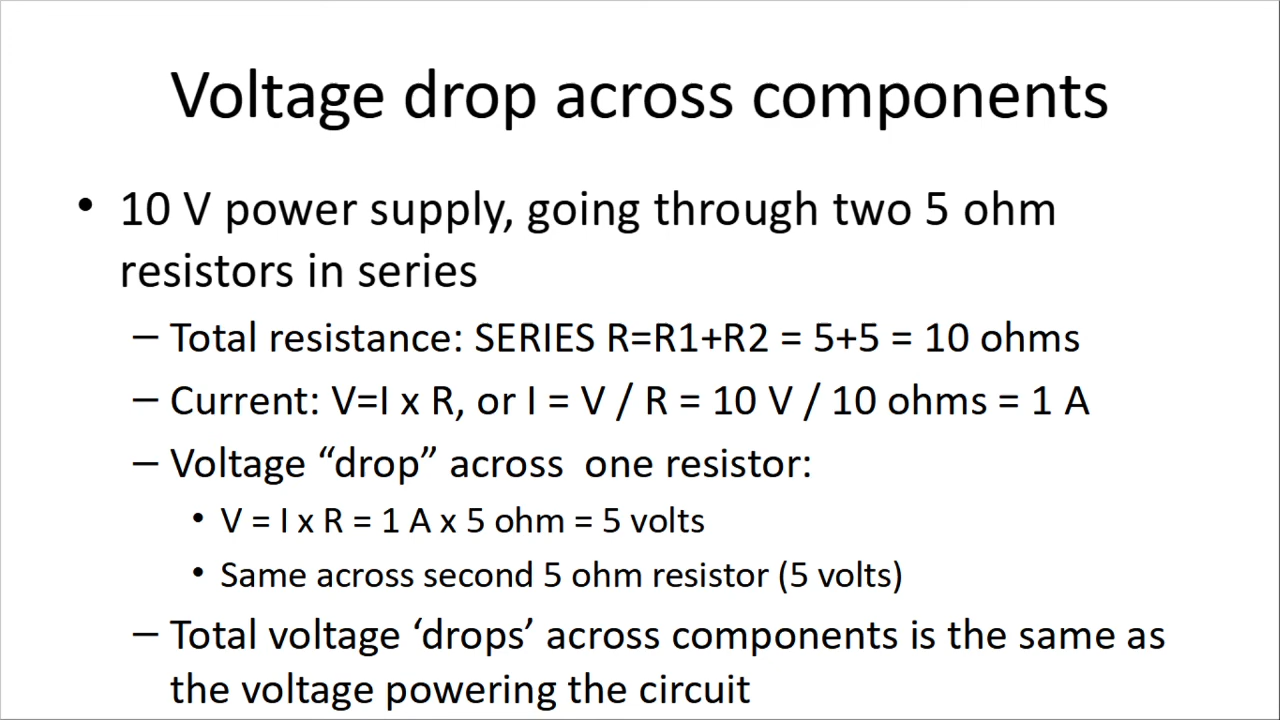 Voltage drop across components
• 10 V power supply, going through two 5 ohm
resistors in series
– Total resistance: SERIES R=R1+R2 = 5+5 = 10 ohms
– Current: V=I x R, or I = V / R = 10 V / 10 ohms = 1 A
– Voltage “drop” across  one resistor:
• V = I x R = 1 A x 5 ohm = 5 volts
• Same across second 5 ohm resistor (5 volts)
– Total voltage ‘drops’ across components is the same as
the voltage powering the circuit